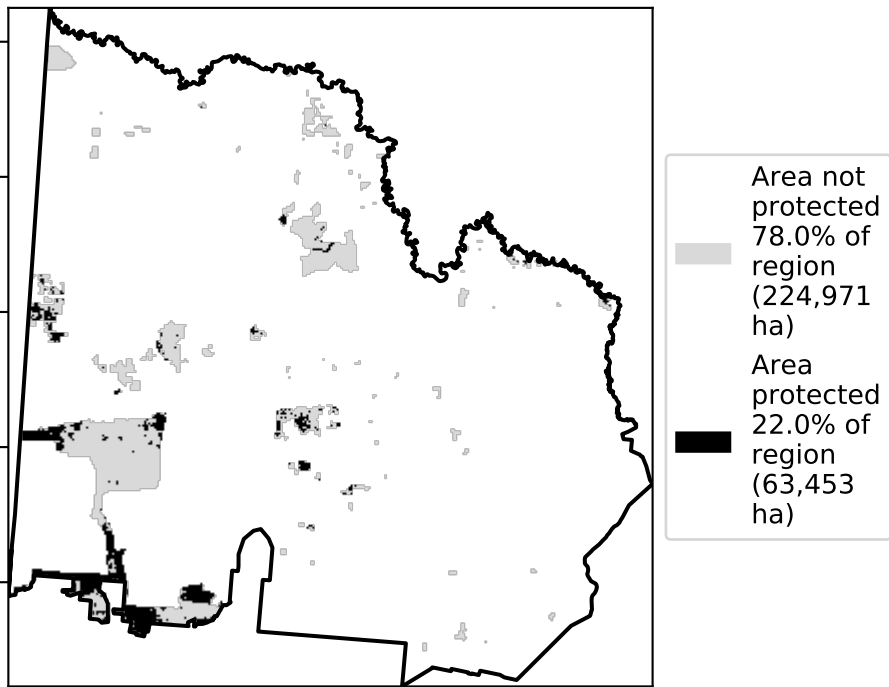 Area not
protected
78.0% of
region
(224,971
ha)
Area
protected
22.0% of
region
(63,453
ha)